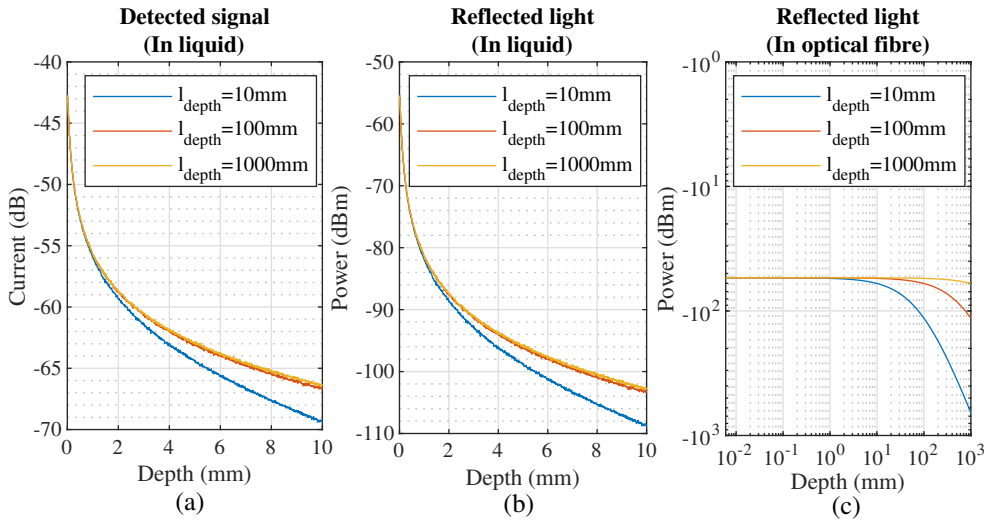 Detected signal
(In liquid)
-40
-45
-50
-55
-60
-65
-70
Current (dB)
l_depth=10mm
l_depth=100mm
l_depth=1000mm
0 2 4 6 8 10
Depth (mm)
(a)
Reflected light
(In liquid)
-50
-60
-70
-80
-90
-100
-110
Power (dBm)
l_depth=10mm
l_depth=100mm
l_depth=1000mm
0 2 4 6 8 10
Depth (mm)
(b)
Reflected light
(In optical fibre)
-10^0
-10^1
-10^2
-10^3
Power (dBm)
l_depth=10mm
l_depth=100mm
l_depth=1000mm
10^-2 10^-1 10^0 10^1 10^2 10^3
Depth (mm)
(c)